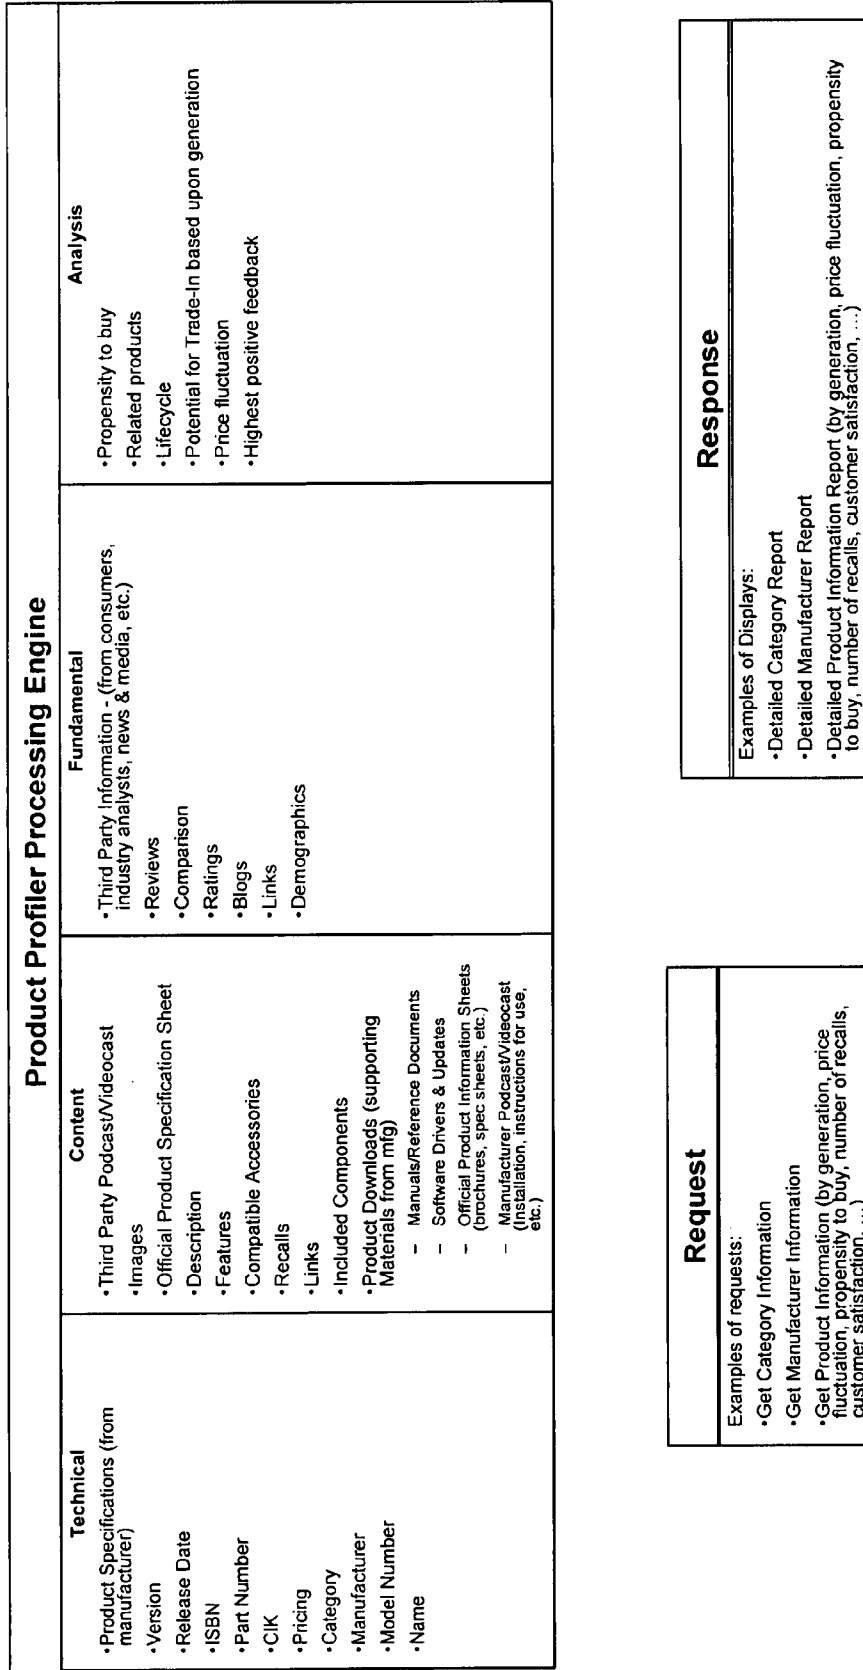 Product Profiler Processing Engine
Technical
•Product Specifications (from
manufacturer)
•Version
•Release Date
•ISBN
•Part Number
•CIK
•Pricing
•Category
•Manufacturer
•Model Number
•Name
Content
•Third Party Podcast/Videocast
•Images
•Official Product Specification Sheet
•Description
•Features
•Compatible Accessories
•Recalls
•Links
•Included Components
•Product Downloads (supporting
Materials from mfg)
– Manuals/Reference Documents
– Software Drivers & Updates
– Official Product Information Sheets
(brochures, spec sheets, etc.)
– Manufacturer Podcast/Videocast
(Installation, instructions for use,
etc.)
Fundamental
•Third Party Information - (from consumers,
industry analysts, news & media, etc.)
•Reviews
•Comparison
•Ratings
•Blogs
•Links
•Demographics
Analysis
•Propensity to buy
•Related products
•Lifecycle
•Potential for Trade-In based upon generation
•Price fluctuation
•Highest positive feedback
Request
Examples of requests:
•Get Category Information
•Get Manufacturer Information
•Get Product Information (by generation, price
fluctuation, propensity to buy, number of recalls,
customer satisfaction, ...)
Response
Examples of Displays:
•Detailed Category Report
•Detailed Manufacturer Report
•Detailed Product Information Report (by generation, price fluctuation, propensity
to buy, number of recalls, customer satisfaction, ...)